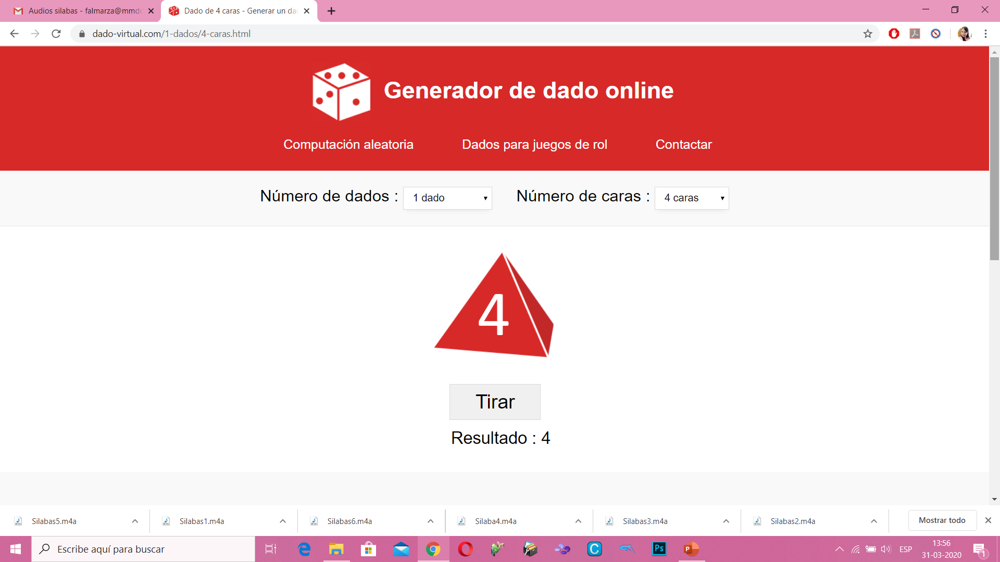 Audios silabas - falmarza@mmdc
Dado de 4 caras - Generar un da
dado-virtual.com/1-dados/4-caras.html
Generador de dado online
Computación aleatoria Dados para juegos de rol Contactar
Número de dados : 1 dado Número de caras : 4 caras
4
Tirar
Resultado : 4
Silabas5.m4a Silabas1.m4a Silabas6.m4a Silaba4.m4a Silabas3.m4a Silabas2.m4a Mostrar todo
Escribe aquí para buscar
ESP
13:56
31-03-2020
1